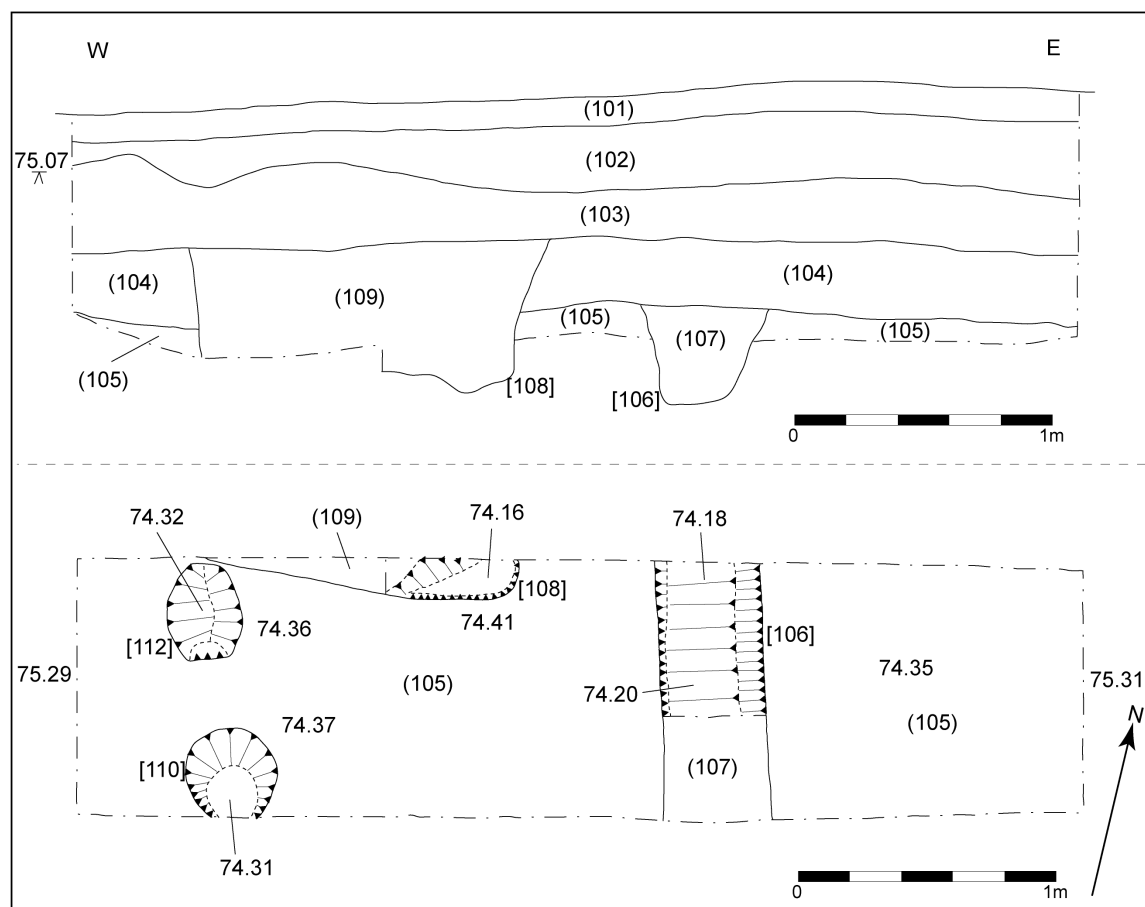 W E
(101)
75.07
(102)
(103)
(104) (109) (104)
(105) (107) (105)
(105)
[108] [106]
0 1m
74.32 (109) 74.16 74.18
[108]
74.36 74.41 [106]
[112]
75.29 (105) 74.20 74.35 75.31
(105)
N
74.37
[110] (107)
74.31
0 1m